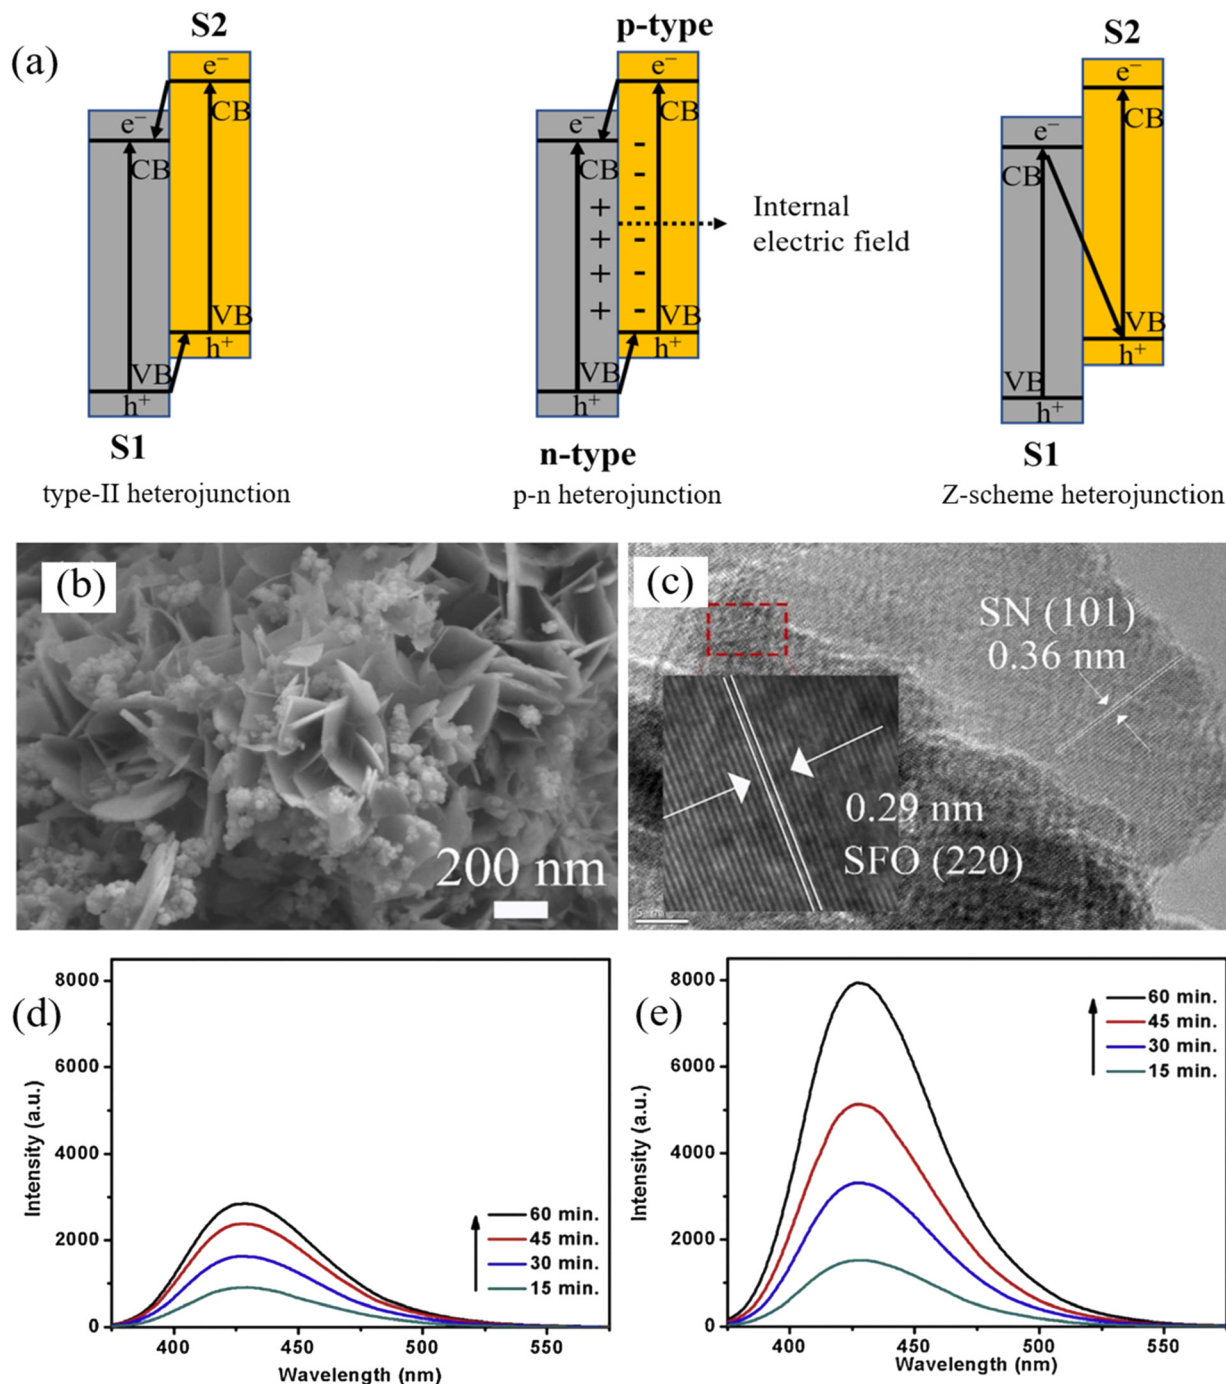 (a)
S2
e⁻
CB
e⁻
CB
VB
h⁺
VB
h⁺
S1
type-II heterojunction
p-type
e⁻
CB
e⁻
CB
-
-
+ -
+ -
+ -
+ -
Internal
electric field
VB
h⁺
VB
h⁺
n-type
p-n heterojunction
S2
e⁻
CB
e⁻
CB
VB
h⁺
VB
h⁺
S1
Z-scheme heterojunction
(b)
200 nm
(c)
SN (101)
0.36 nm
0.29 nm
SFO (220)
(d)
8000
6000
4000
2000
0
Intensity (a.u.)
60 min.
45 min.
30 min.
15 min.
400 450 500 550
Wavelength (nm)
(e)
8000
6000
4000
2000
0
Intensity (a.u.)
60 min.
45 min.
30 min.
15 min.
400 450 500 550
Wavelength (nm)